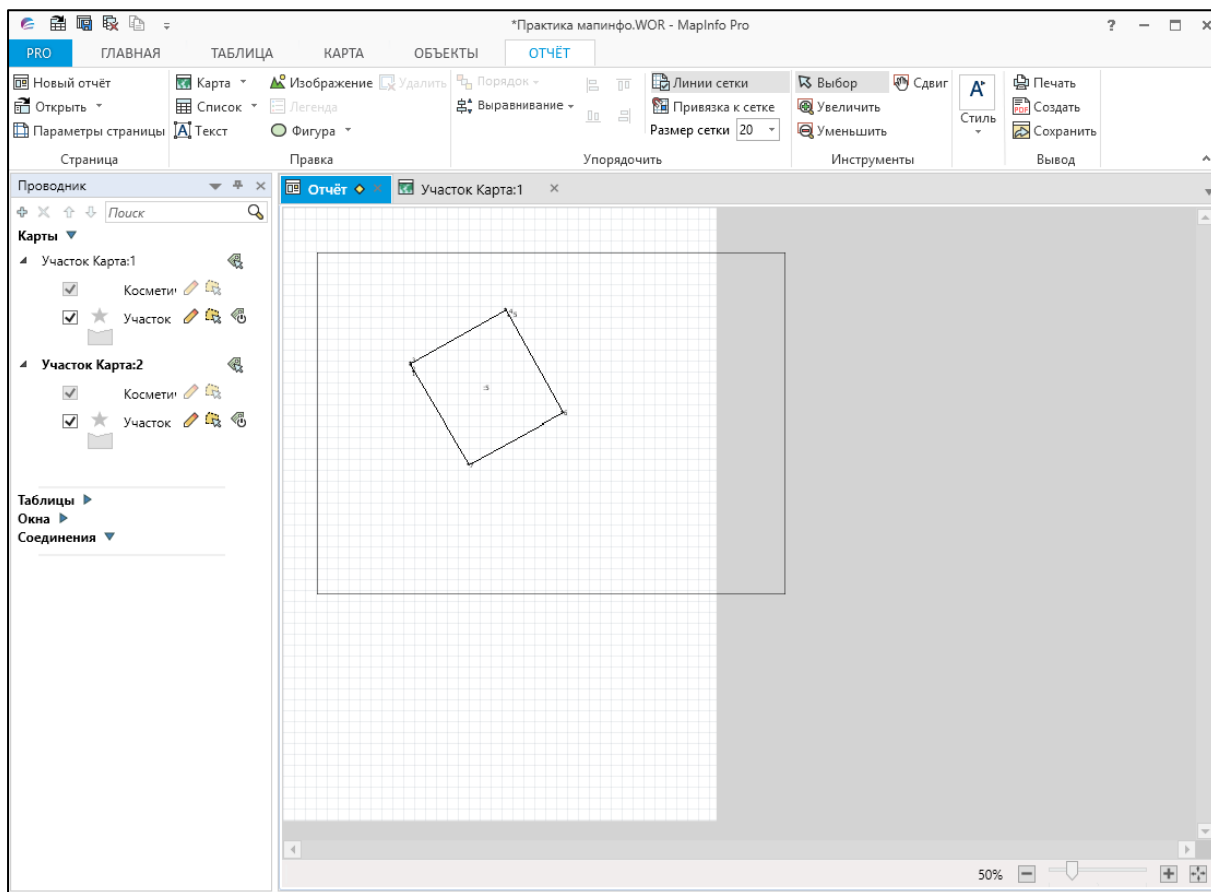 *Практика мапинфо.WOR - MapInfo Pro
PRO ГЛАВНАЯ ТАБЛИЦА КАРТА ОБЪЕКТЫ ОТЧЁТ
Новый отчёт Карта Изображение Удалить Порядок Линии сетки Выбор Сдвиг
Открыть Список Легенда Выравнивание Привязка к сетке Увеличить Стиль Печать
Параметры страницы Текст Фигура Размер сетки 20 Уменьшить Создать
Сохранить
Страница Правка Упорядочить Инструменты Вывод
Проводник
Отчёт Участок Карта:1
Поиск
Карты
Участок Карта:1
Космети
Участок
Участок Карта:2
Космети
Участок
Таблицы
Окна
Соединения
50%